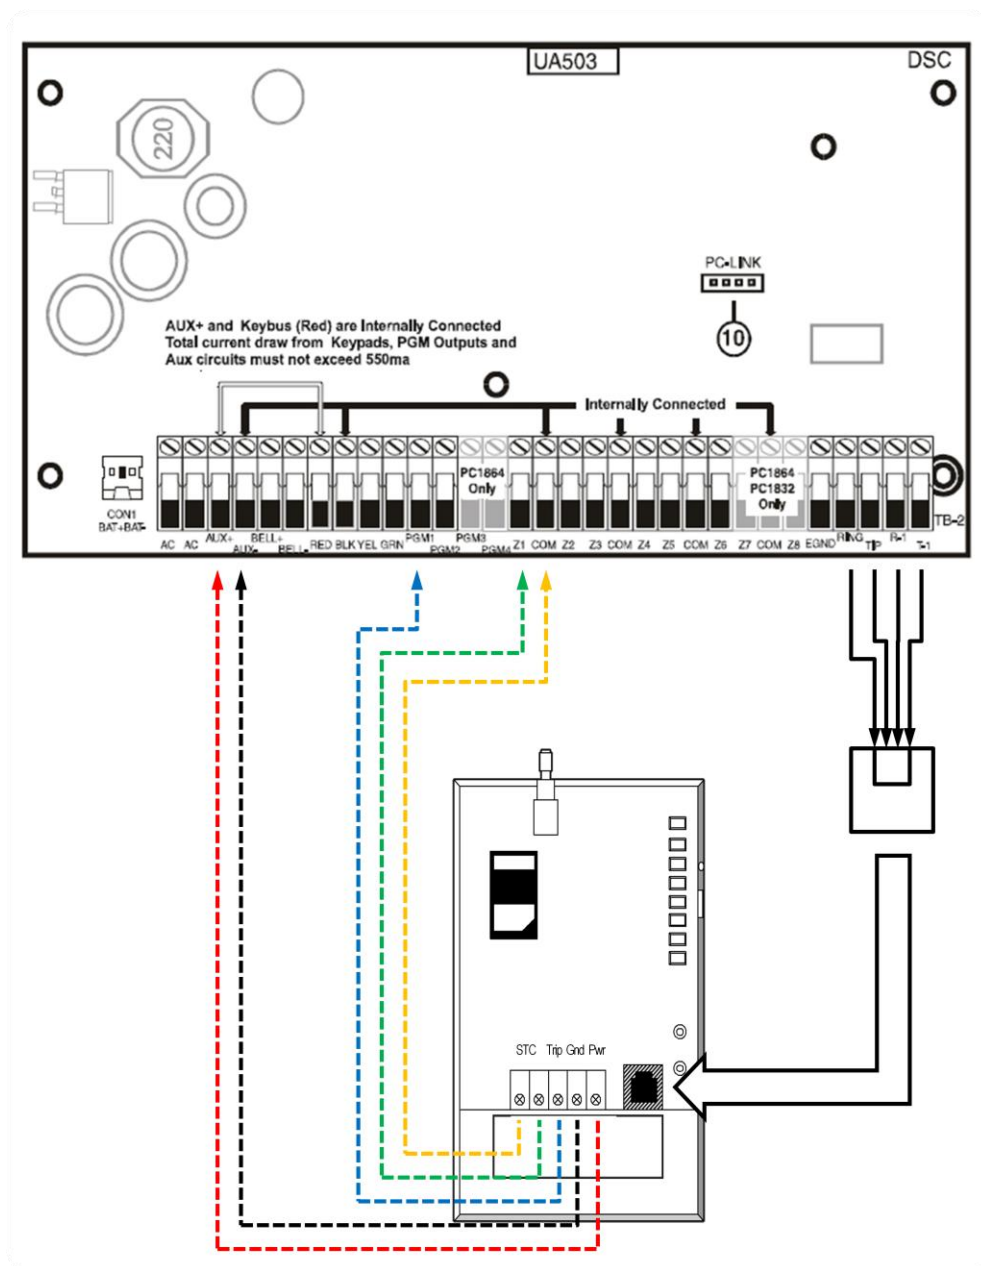 UA503
DSC
220
PC-LINK
10
AUX+ and Keybus (Red) are Internally Connected
Total current draw from Keypads, PGM Outputs and
Aux circuits must not exceed 550ma
Internally Connected
PC1864
Only
PC1864
PC1832
Only
CON1
BAT+BAT-
TB-2
AC AC AUX+ AUX- BELL+ BELL- RED BLK YEL GRN PGM1 PGM2 PGM3 PGM4 Z1 COM Z2 Z3 COM Z4 Z5 COM Z6 Z7 COM Z8 EGND RING TIP R-1 T-1
STC Trip Gnd Pwr